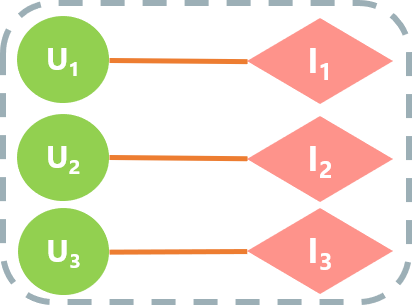 U₁ I₁
U₂ I₂
U₃ I₃